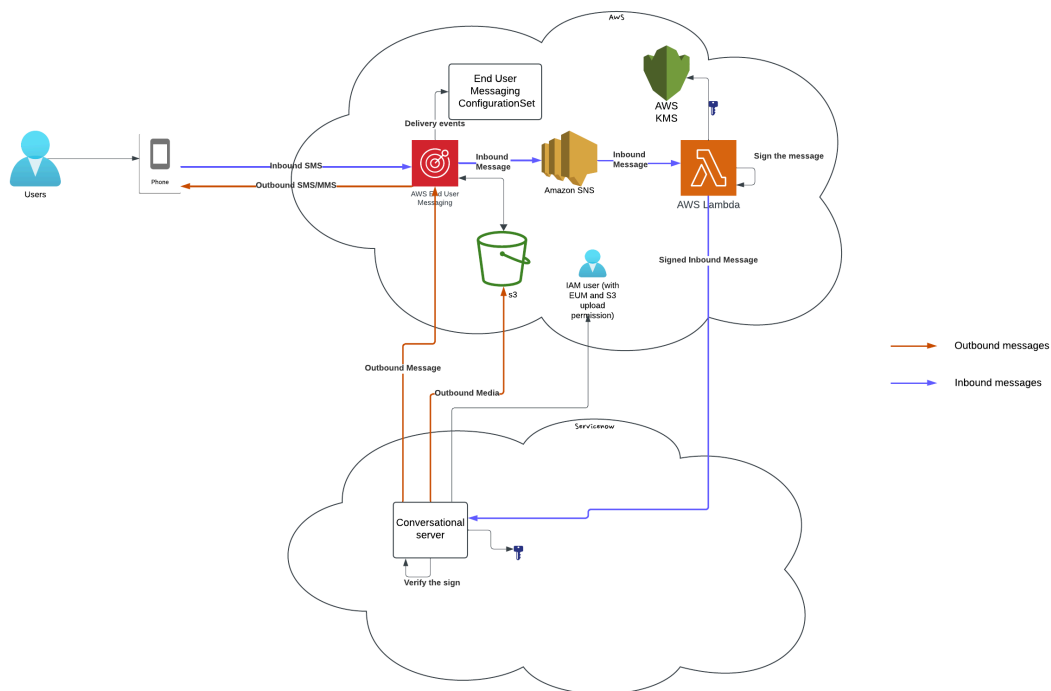 Aws
End User
Messaging
ConfigurationSet
AWS
KMS
Delivery events
Inbound SMS
Outbound SMS/MMS
Phone
Users
AWS End User
Messaging
Inbound
Message
Amazon SNS
Inbound
Message
Sign the message
AWS Lambda
s3
IAM user (with
EUM and S3
upload
permission)
Signed Inbound Message
Outbound Message
Outbound Media
Outbound messages
Inbound messages
Servicenow
Conversational
server
Verify the sign